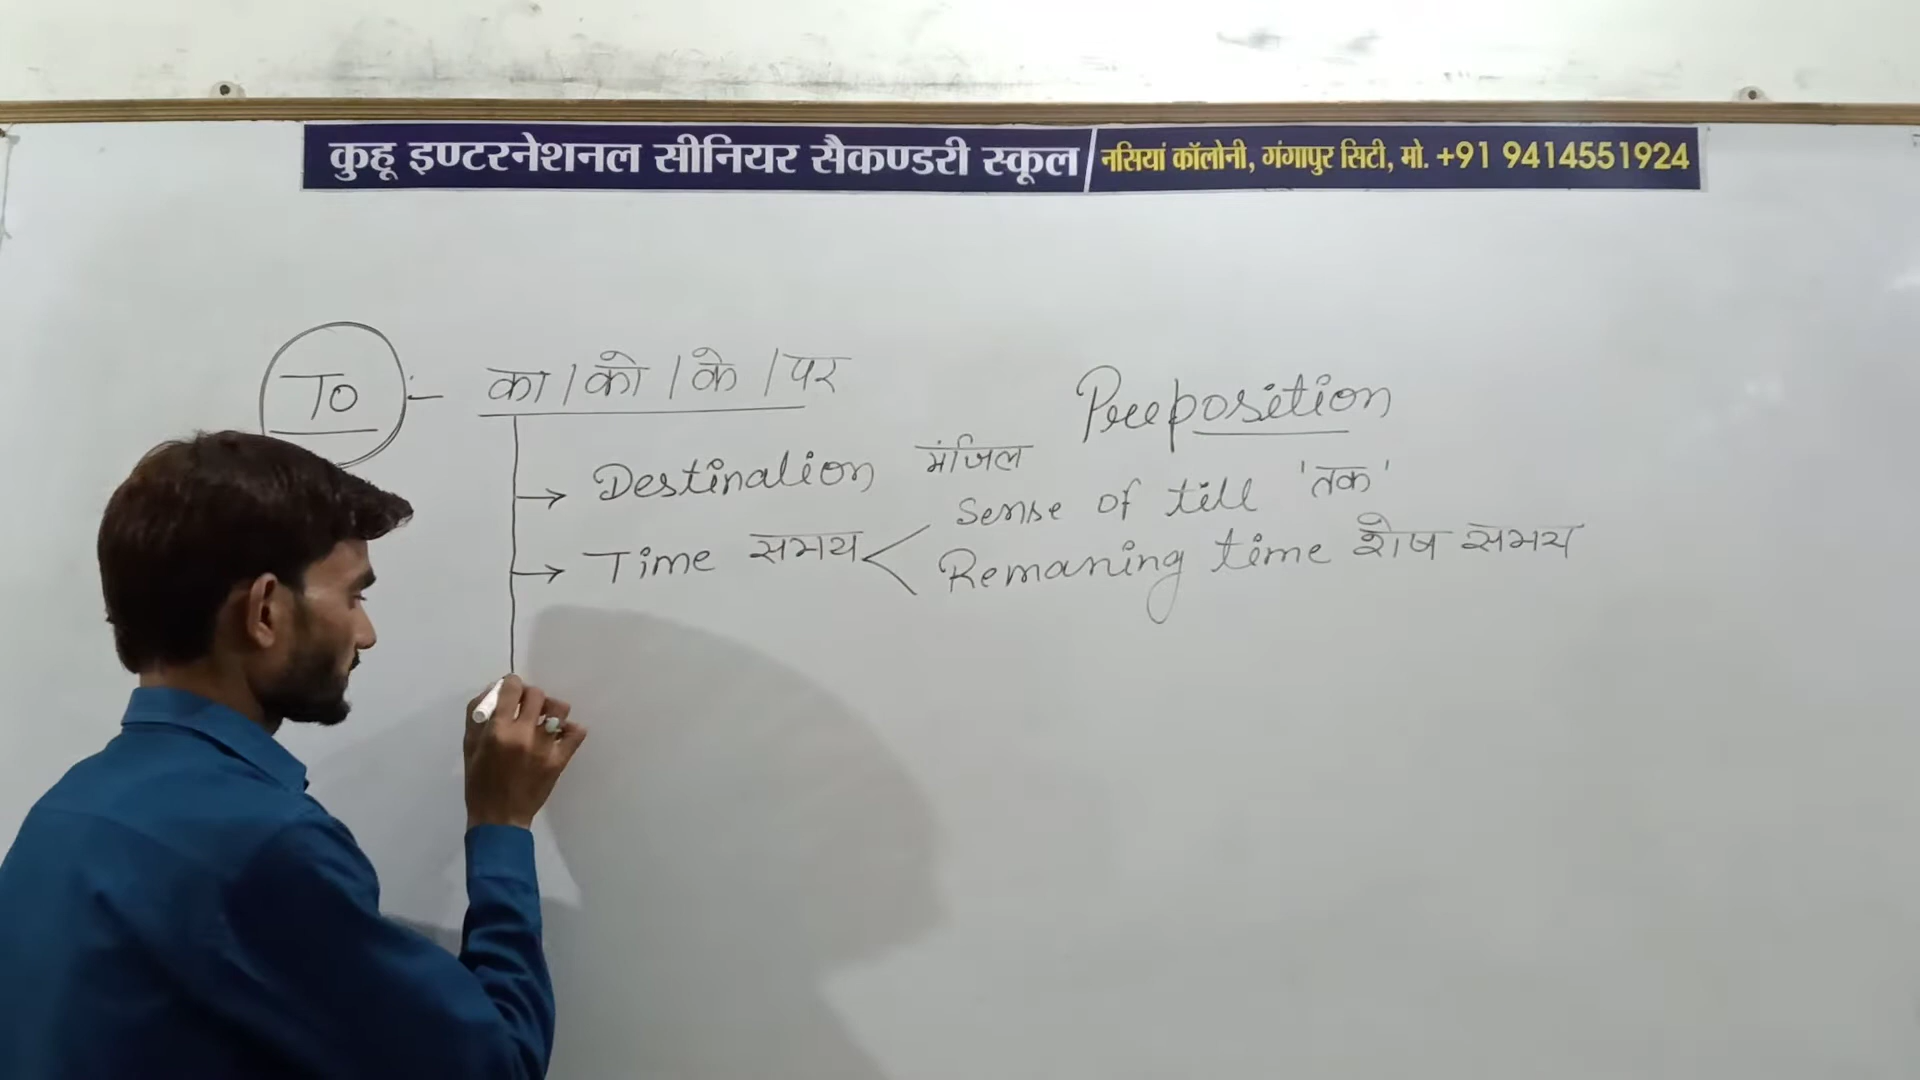 कुहू इण्टरनेशनल सीनियर सैकण्डरी स्कूल नसियां कॉलोनी, गंगापुर सिटी, मो. +91 9414551924
To :- का / को / के / पर
Preeposition
→ Destination मंजिल
→ Time समय < Sense of till 'तक'
Remaning time शेष समय